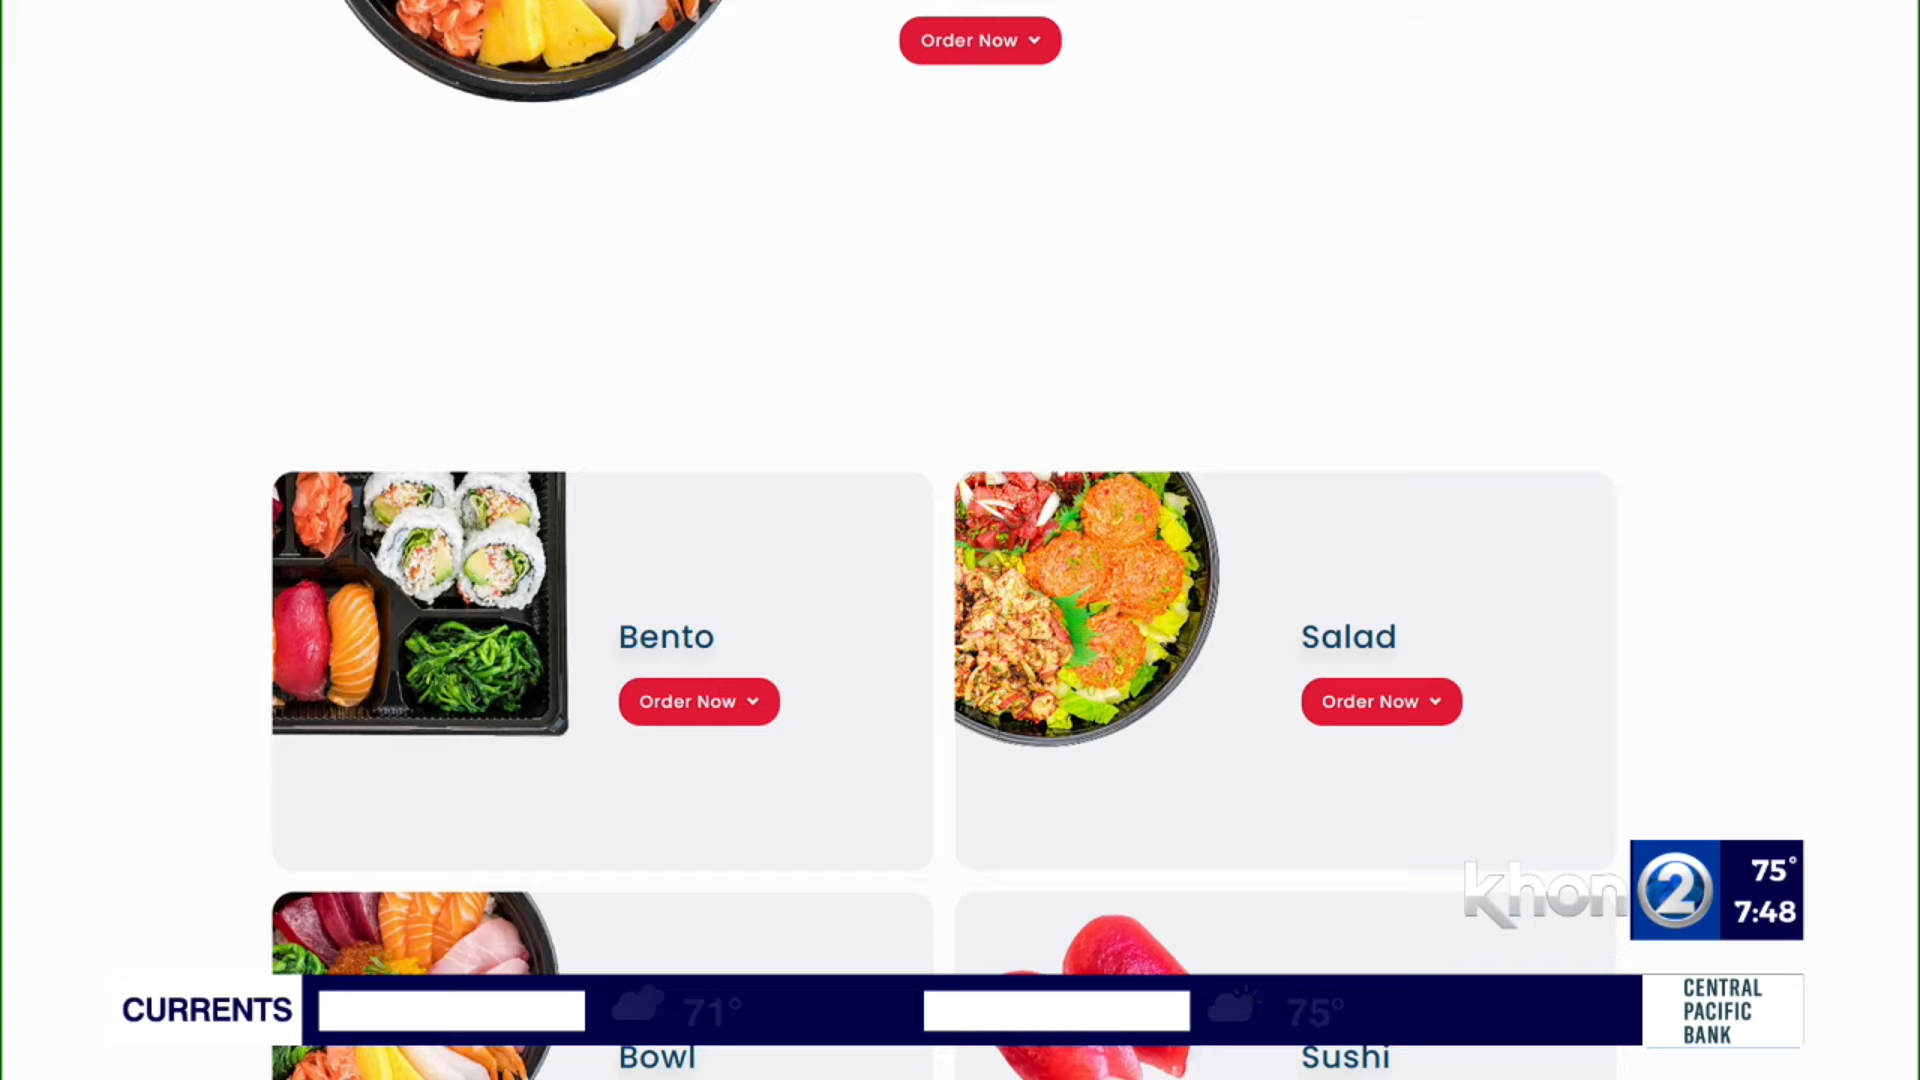 Order Now
Bento
Salad
Order Now
Order Now
khon
2
75°
7:48
CURRENTS
71°
75°
CENTRAL
PACIFIC
BANK
Bowl
Sushi